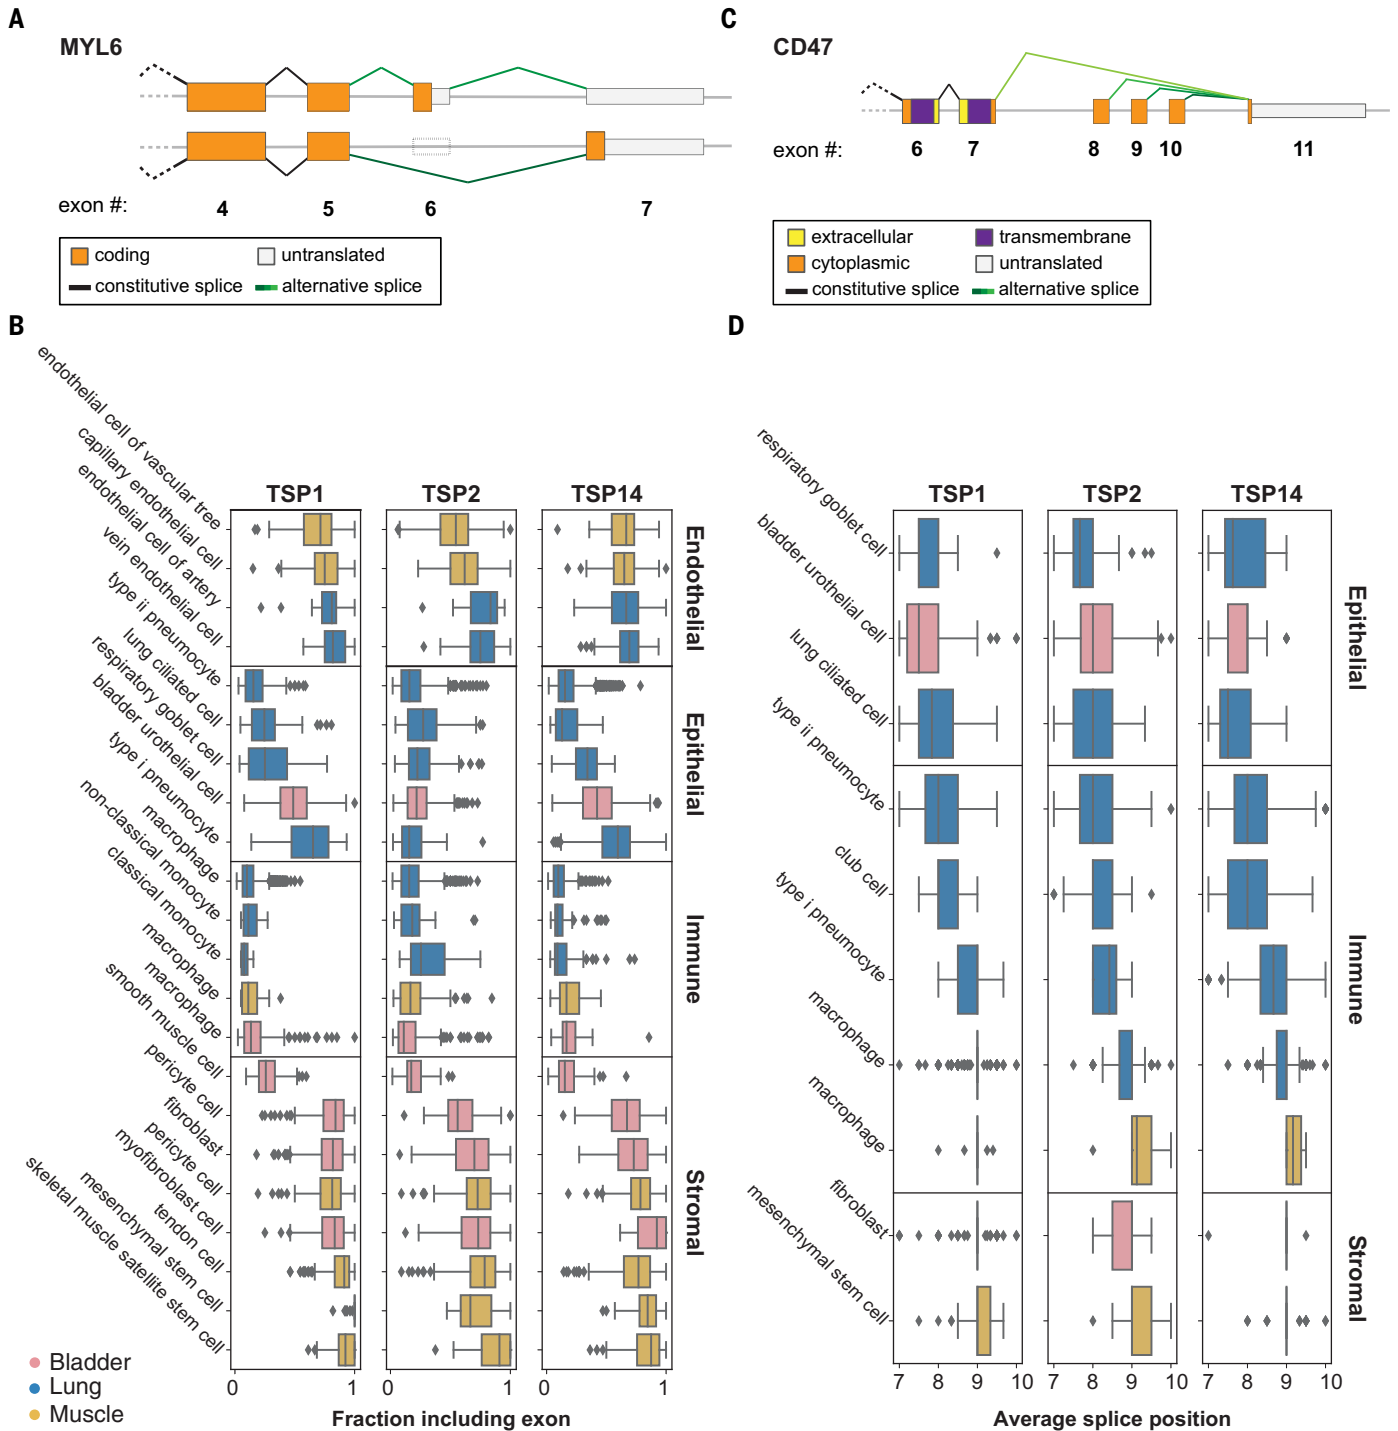 A
MYL6
exon #:
4
5
6
7
coding
untranslated
constitutive splice
alternative splice
C
CD47
exon #:
6
7
8
9
10
11
extracellular
transmembrane
cytoplasmic
untranslated
constitutive splice
alternative splice
B
TSP1
TSP2
TSP14
endothelial cell of vascular tree
capillary endothelial cell
endothelial cell of artery
vein endothelial cell
type ii pneumocyte
lung ciliated cell
respiratory goblet cell
bladder urothelial cell
type i pneumocyte
macrophage
non-classical monocyte
classical monocyte
macrophage
macrophage
smooth muscle cell
pericyte cell
fibroblast
pericyte cell
myofibroblast cell
tendon cell
mesenchymal stem cell
skeletal muscle satellite stem cell
Endothelial
Epithelial
Immune
Stromal
0
1
0
1
0
1
Fraction including exon
Bladder
Lung
Muscle
D
TSP1
TSP2
TSP14
respiratory goblet cell
bladder urothelial cell
lung ciliated cell
type ii pneumocyte
club cell
type i pneumocyte
macrophage
macrophage
fibroblast
mesenchymal stem cell
Epithelial
Immune
Stromal
7 8 9 10
7 8 9 10
7 8 9 10
Average splice position